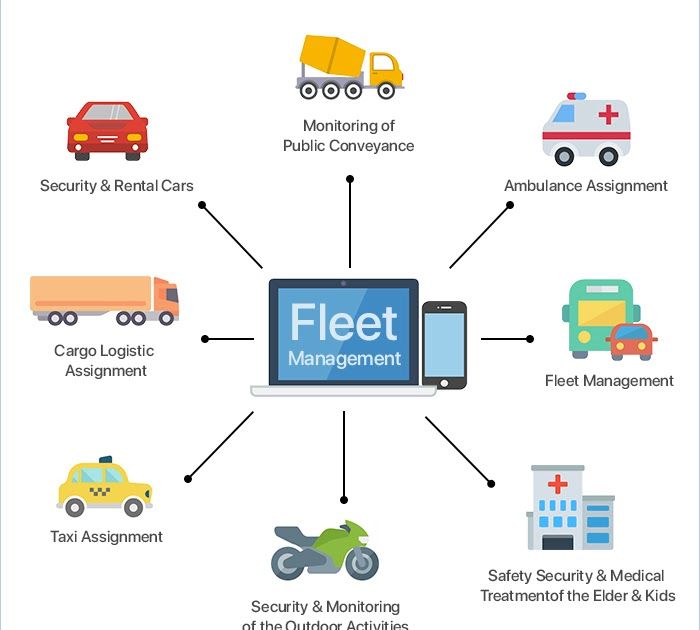 Monitoring of
Public Conveyance
Security & Rental Cars
Ambulance Assignment
Fleet
Management
Cargo Logistic
Assignment
Fleet Management
Taxi Assignment
Safety Security & Medical
Treatmentof the Elder & Kids
Security & Monitoring
of the Outdoor Activities